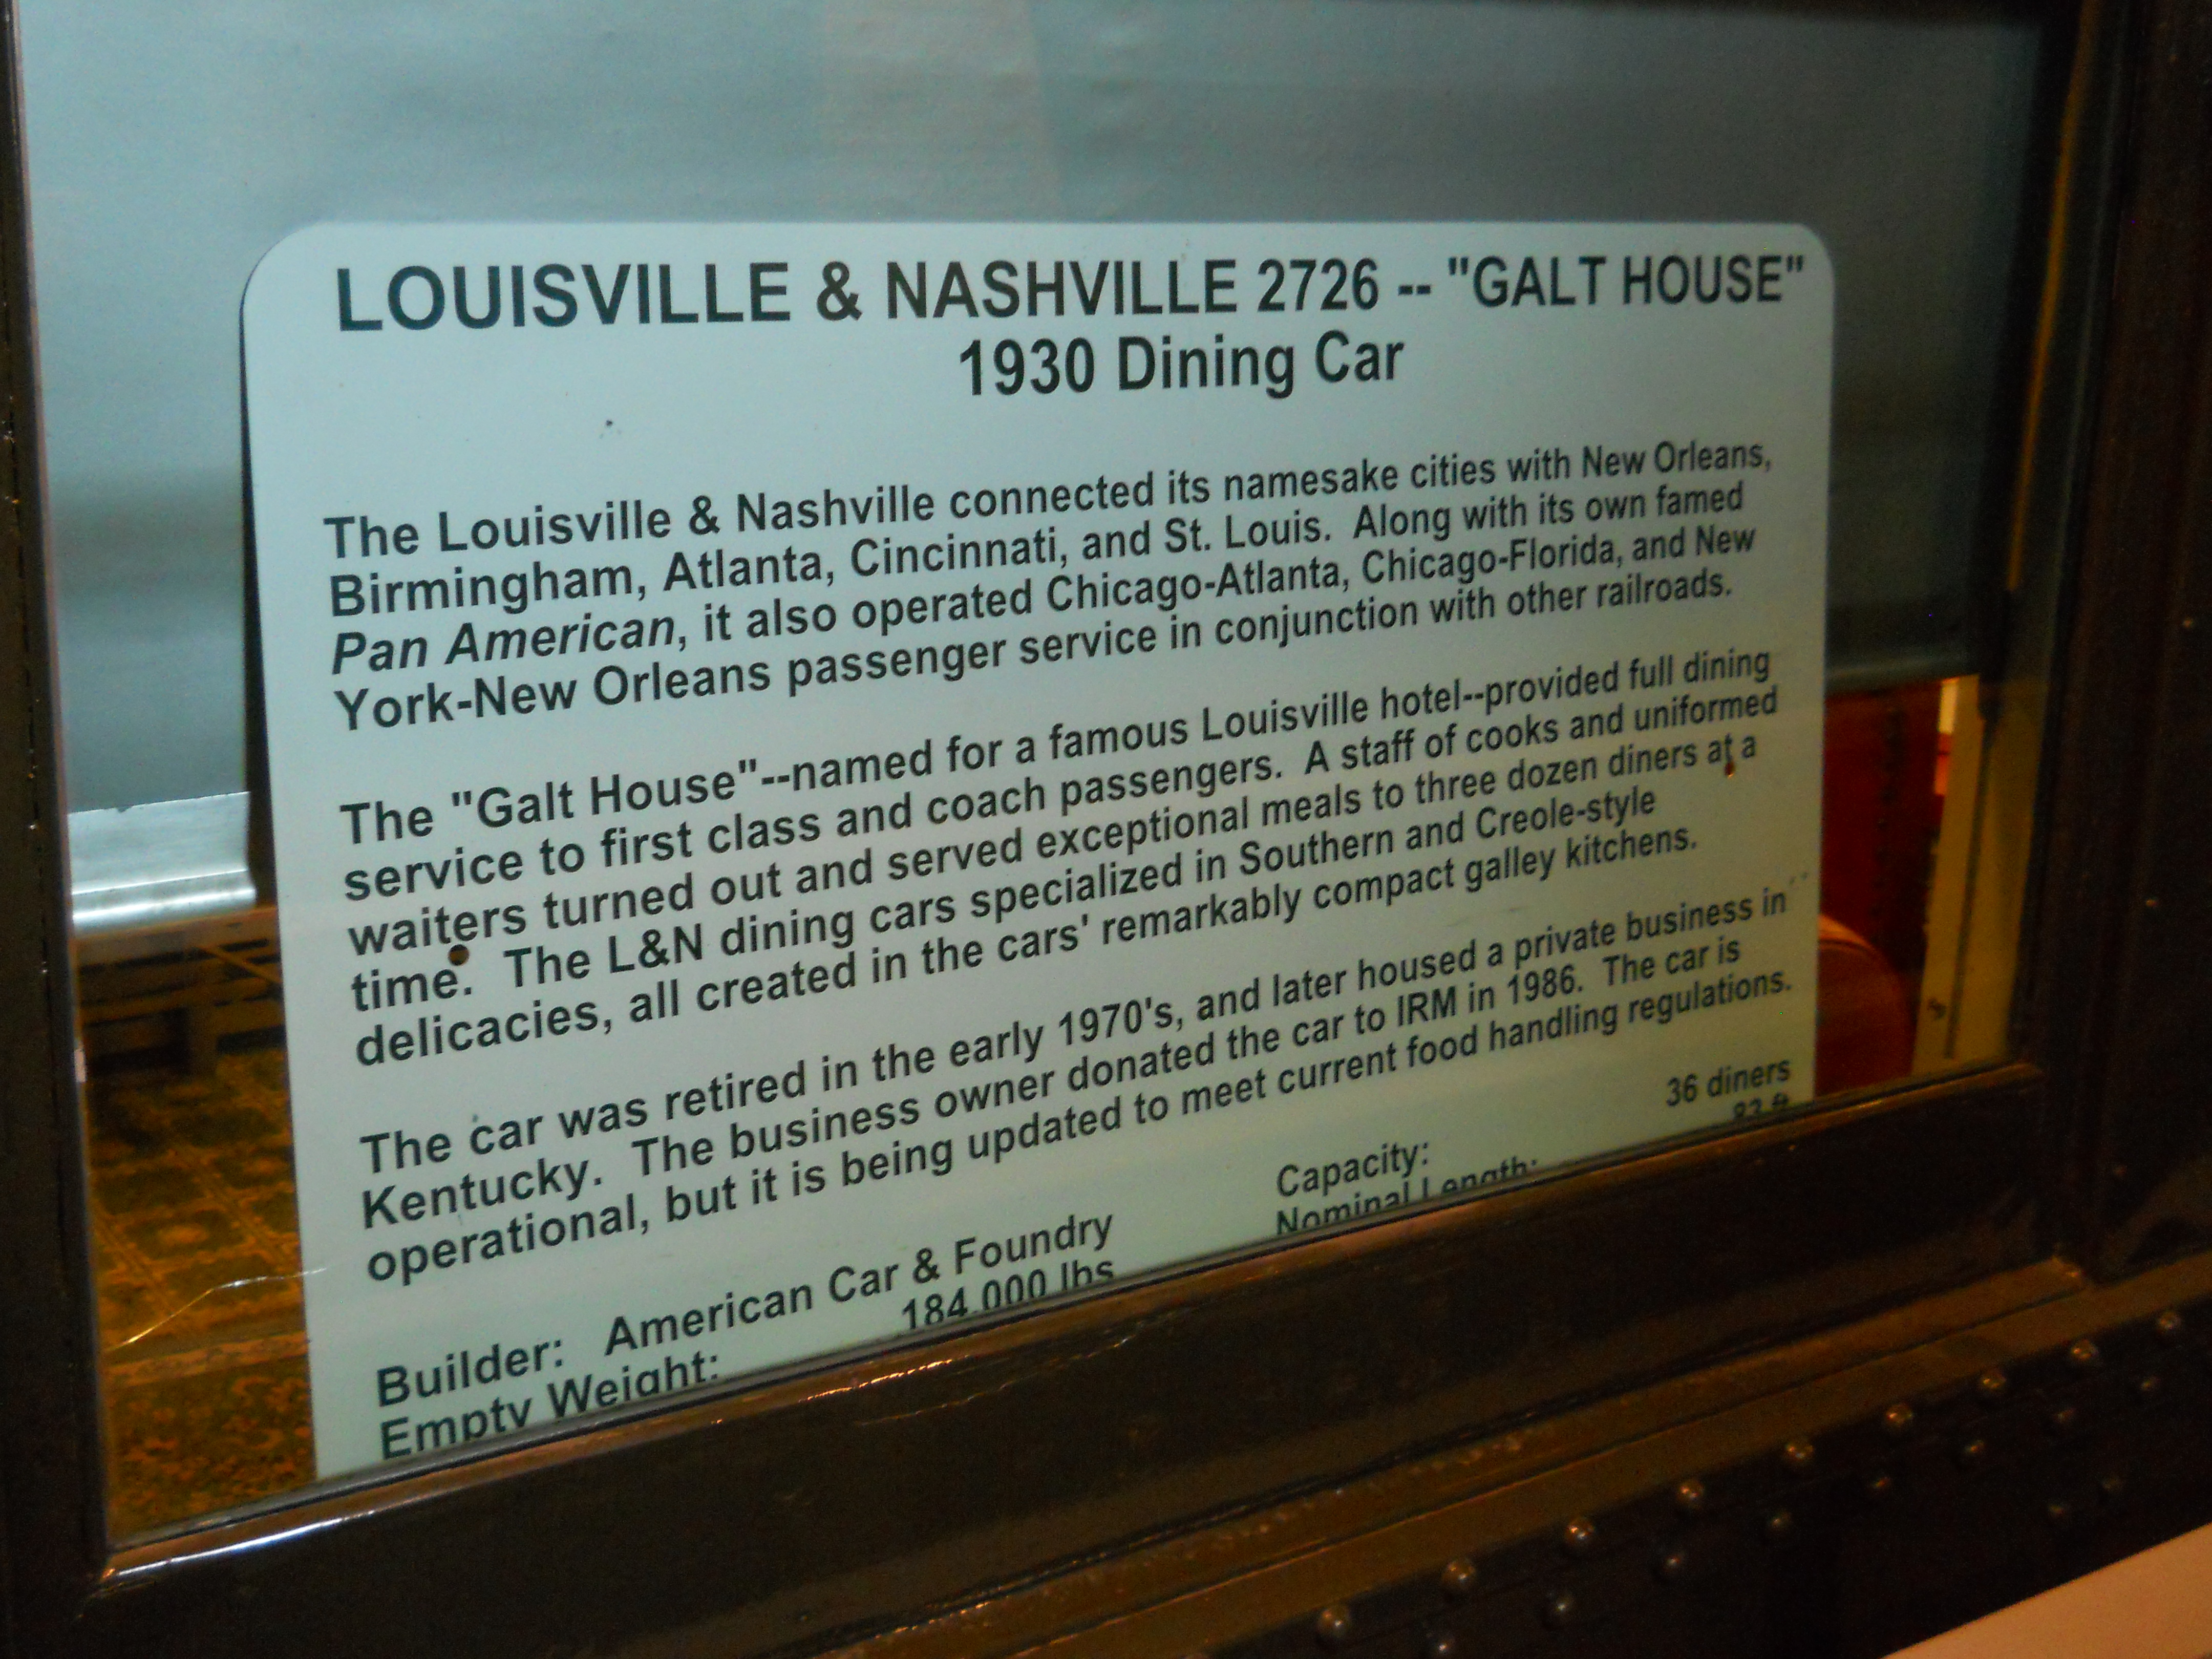 LOUISVILLE & NASHVILLE 2726 -- "GALT HOUSE"
1930 Dining Car
The Louisville & Nashville connected its namesake cities with New Orleans,
Birmingham, Atlanta, Cincinnati, and St. Louis. Along with its own famed
Pan American, it also operated Chicago-Atlanta, Chicago-Florida, and New
York-New Orleans passenger service in conjunction with other railroads.
The "Galt House"--named for a famous Louisville hotel--provided full dining
service to first class and coach passengers. A staff of cooks and uniformed
waiters turned out and served exceptional meals to three dozen diners at a
time. The L&N dining cars specialized in Southern and Creole-style
delicacies, all created in the cars' remarkably compact galley kitchens.
The car was retired in the early 1970's, and later housed a private business in
Kentucky. The business owner donated the car to IRM in 1986. The car is
operational, but it is being updated to meet current food handling regulations.
Builder: American Car & Foundry Capacity: 36 diners
Empty Weight: 184,000 lbs Nominal Length: ft